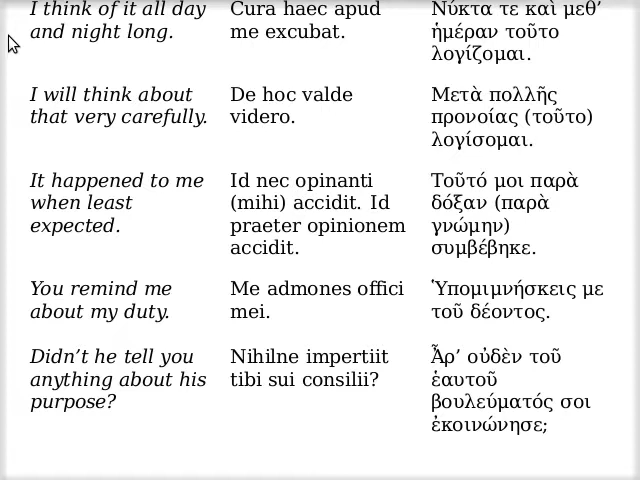 I think of it all day
and night long.
Cura haec apud
me excubat.
Νύκτα τε καὶ μεθ’
ἡμέραν τοῦτο
λογίζομαι.
I will think about
that very carefully.
De hoc valde
videro.
Μετὰ πολλῆς
προνοίας (τοῦτο)
λογίσομαι.
It happened to me
when least
expected.
Id nec opinanti
(mihi) accidit. Id
praeter opinionem
accidit.
Τοῦτό μοι παρὰ
δόξαν (παρὰ
γνώμην)
συμβέβηκε.
You remind me
about my duty.
Me admones offici
mei.
Ὑπομιμνήσκεις με
τοῦ δέοντος.
Didn’t he tell you
anything about his
purpose?
Nihilne impertiit
tibi sui consilii?
Ἆρ’ οὐδὲν τοῦ
ἑαυτοῦ
βουλεύματός σοι
ἐκοινώνησε;